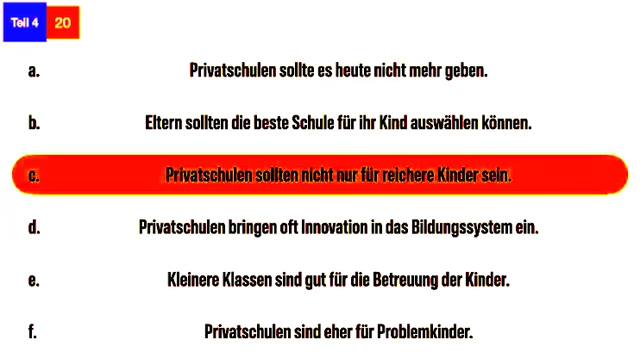 Teil 4 20
a. Privatschulen sollte es heute nicht mehr geben.
b. Eltern sollten die beste Schule für ihr Kind auswählen können.
c. Privatschulen sollten nicht nur für reichere Kinder sein.
d. Privatschulen bringen oft Innovation in das Bildungssystem ein.
e. Kleinere Klassen sind gut für die Betreuung der Kinder.
f. Privatschulen sind eher für Problemkinder.